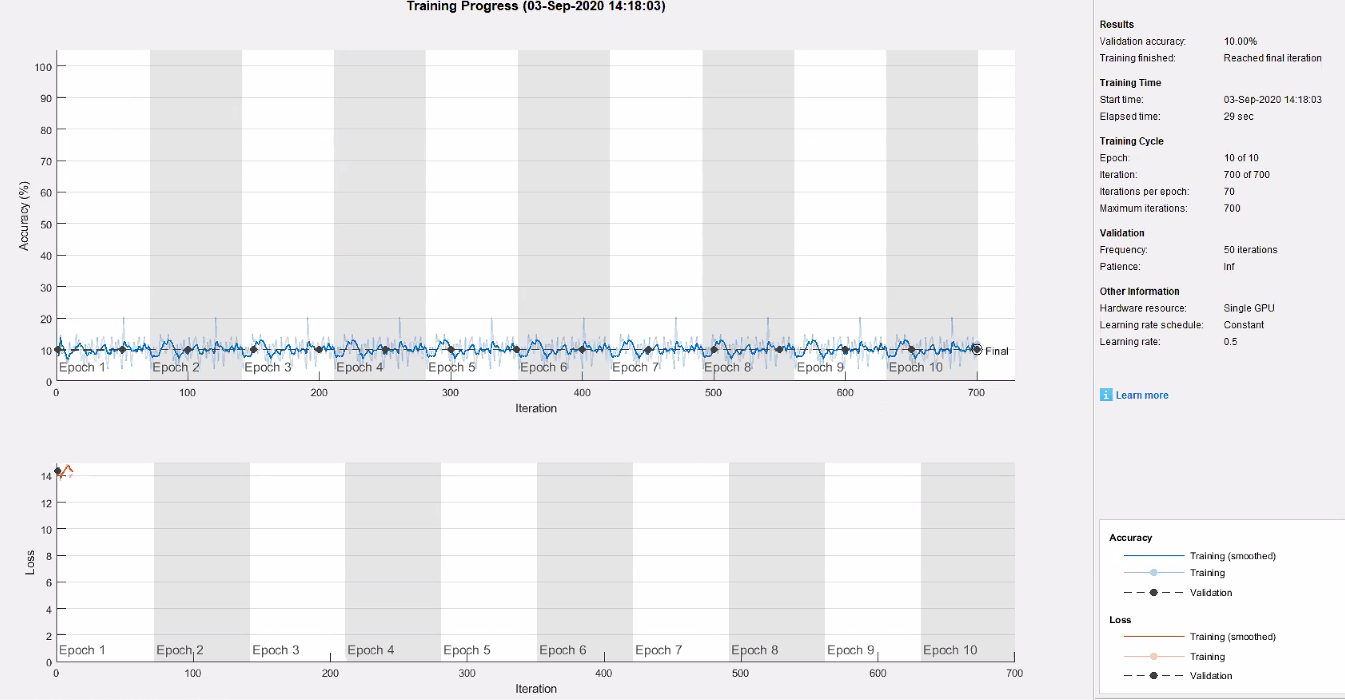 Training Progress (03-Sep-2020 14:18:03)
100
90
80
70
60
50
40
30
20
10
0
Accuracy (%)
Final
Epoch 1 Epoch 2 Epoch 3 Epoch 4 Epoch 5 Epoch 6 Epoch 7 Epoch 8 Epoch 9 Epoch 10
0 100 200 300 400 500 600 700
Iteration
14
12
10
8
6
4
2
0
Loss
Epoch 1 Epoch 2 Epoch 3 Epoch 4 Epoch 5 Epoch 6 Epoch 7 Epoch 8 Epoch 9 Epoch 10
0 100 200 300 400 500 600 700
Iteration
Results
Validation accuracy: 10.00%
Training finished: Reached final iteration
Training Time
Start time: 03-Sep-2020 14:18:03
Elapsed time: 29 sec
Training Cycle
Epoch: 10 of 10
Iteration: 700 of 700
Iterations per epoch: 70
Maximum iterations: 700
Validation
Frequency: 50 iterations
Patience: Inf
Other Information
Hardware resource: Single GPU
Learning rate schedule: Constant
Learning rate: 0.5
i Learn more
Accuracy
Training (smoothed)
Training
Validation
Loss
Training (smoothed)
Training
Validation